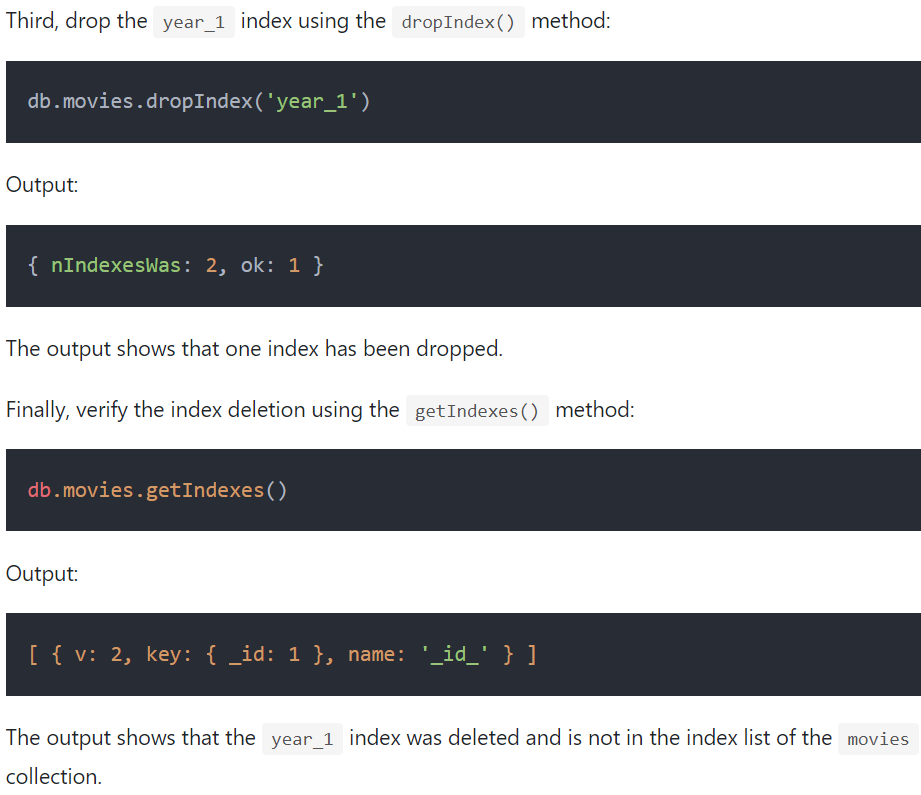 Third, drop the year_1 index using the dropIndex() method:
db.movies.dropIndex('year_1')
Output:
{ nIndexesWas: 2, ok: 1 }
The output shows that one index has been dropped.
Finally, verify the index deletion using the getIndexes() method:
db.movies.getIndexes()
Output:
[ { v: 2, key: { _id: 1 }, name: '_id_' } ]
The output shows that the year_1 index was deleted and is not in the index list of the movies
collection.